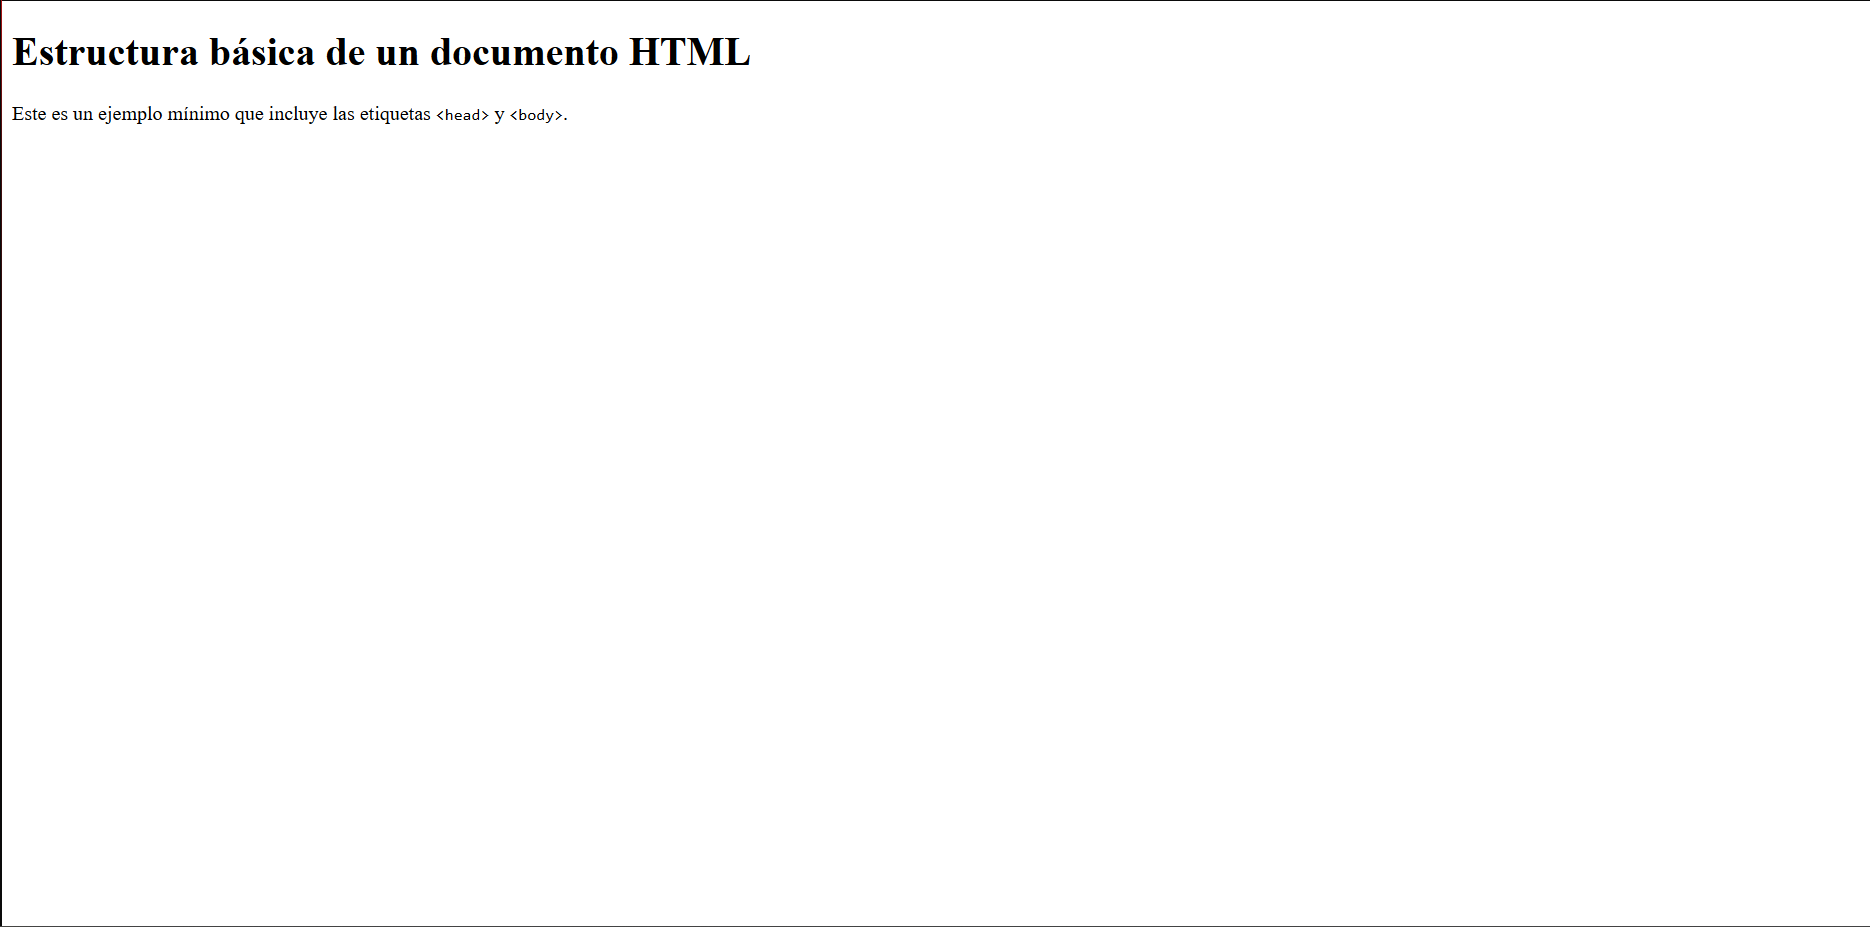 Estructura básica de un documento HTML
Este es un ejemplo mínimo que incluye las etiquetas <head> y <body>.